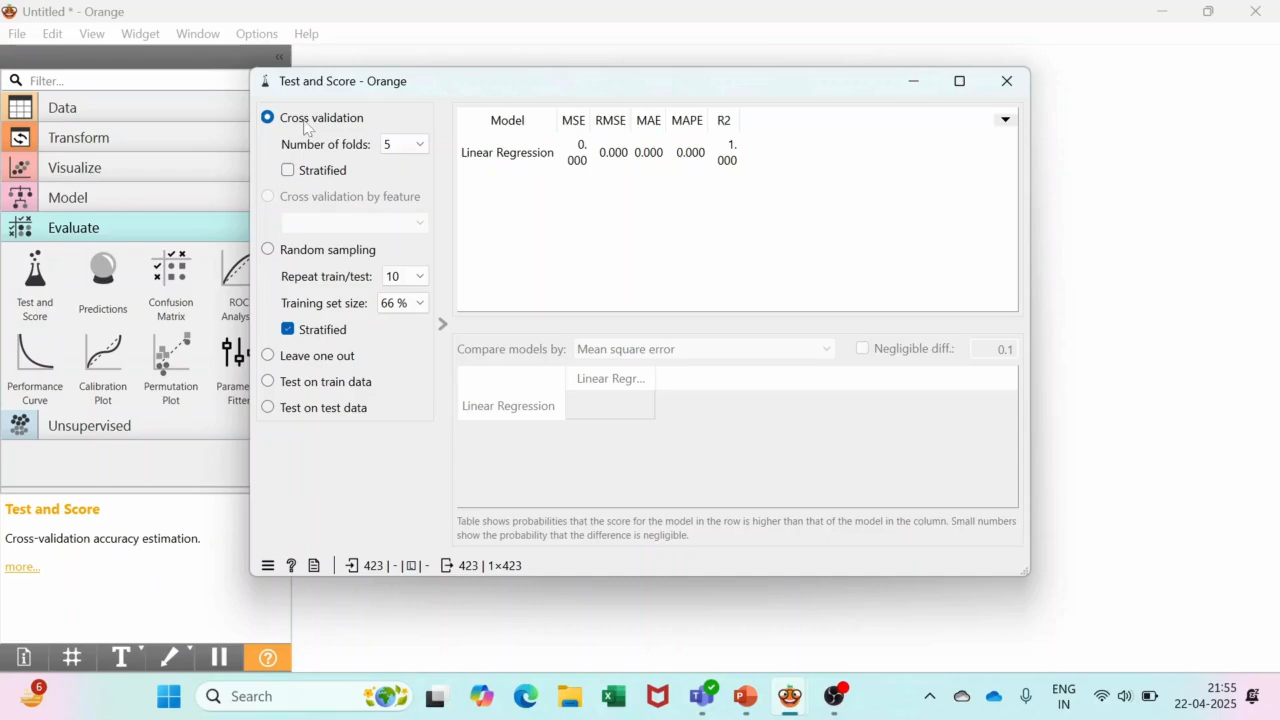 Untitled * - Orange
File Edit View Widget Window Options Help
Filter...
Data
Transform
Visualize
Model
Evaluate
Test and Score
Predictions
Confusion Matrix
ROC Analys
Performance Curve
Calibration Plot
Permutation Plot
Parame Fitter
Unsupervised
Test and Score
Cross-validation accuracy estimation.
more...
Test and Score - Orange
Cross validation
Number of folds: 5
Stratified
Cross validation by feature
Random sampling
Repeat train/test: 10
Training set size: 66 %
Stratified
Leave one out
Test on train data
Test on test data
Model MSE RMSE MAE MAPE R2
Linear Regression 0.000 0.000 0.000 0.000 1.000
Compare models by: Mean square error Negligible diff.: 0.1
Linear Regr...
Linear Regression
Table shows probabilities that the score for the model in the row is higher than that of the model in the column. Small numbers
show the probability that the difference is negligible.
423 | - | - 423 | 1×423
6
Search
ENG
IN
21:55
22-04-2025